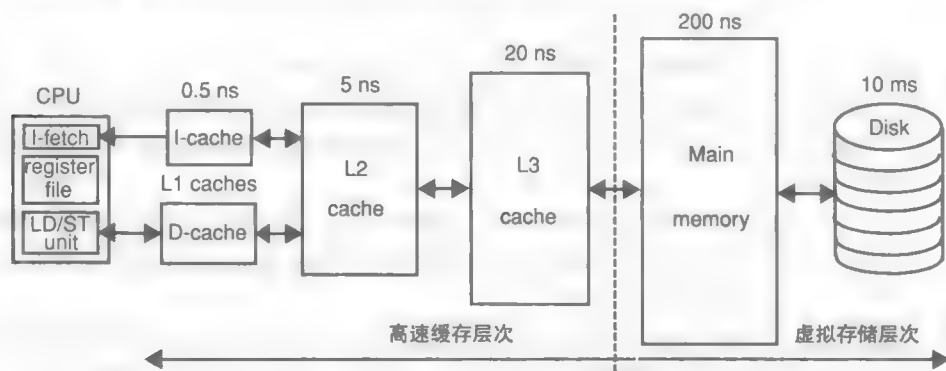 200 ns
20 ns
10 ms
CPU
0.5 ns
5 ns
I-fetch
I-cache
Disk
register
file
L1 caches
L2
cache
L3
cache
Main
memory
LD/ST
unit
D-cache
高速缓存层次
虚拟存储层次